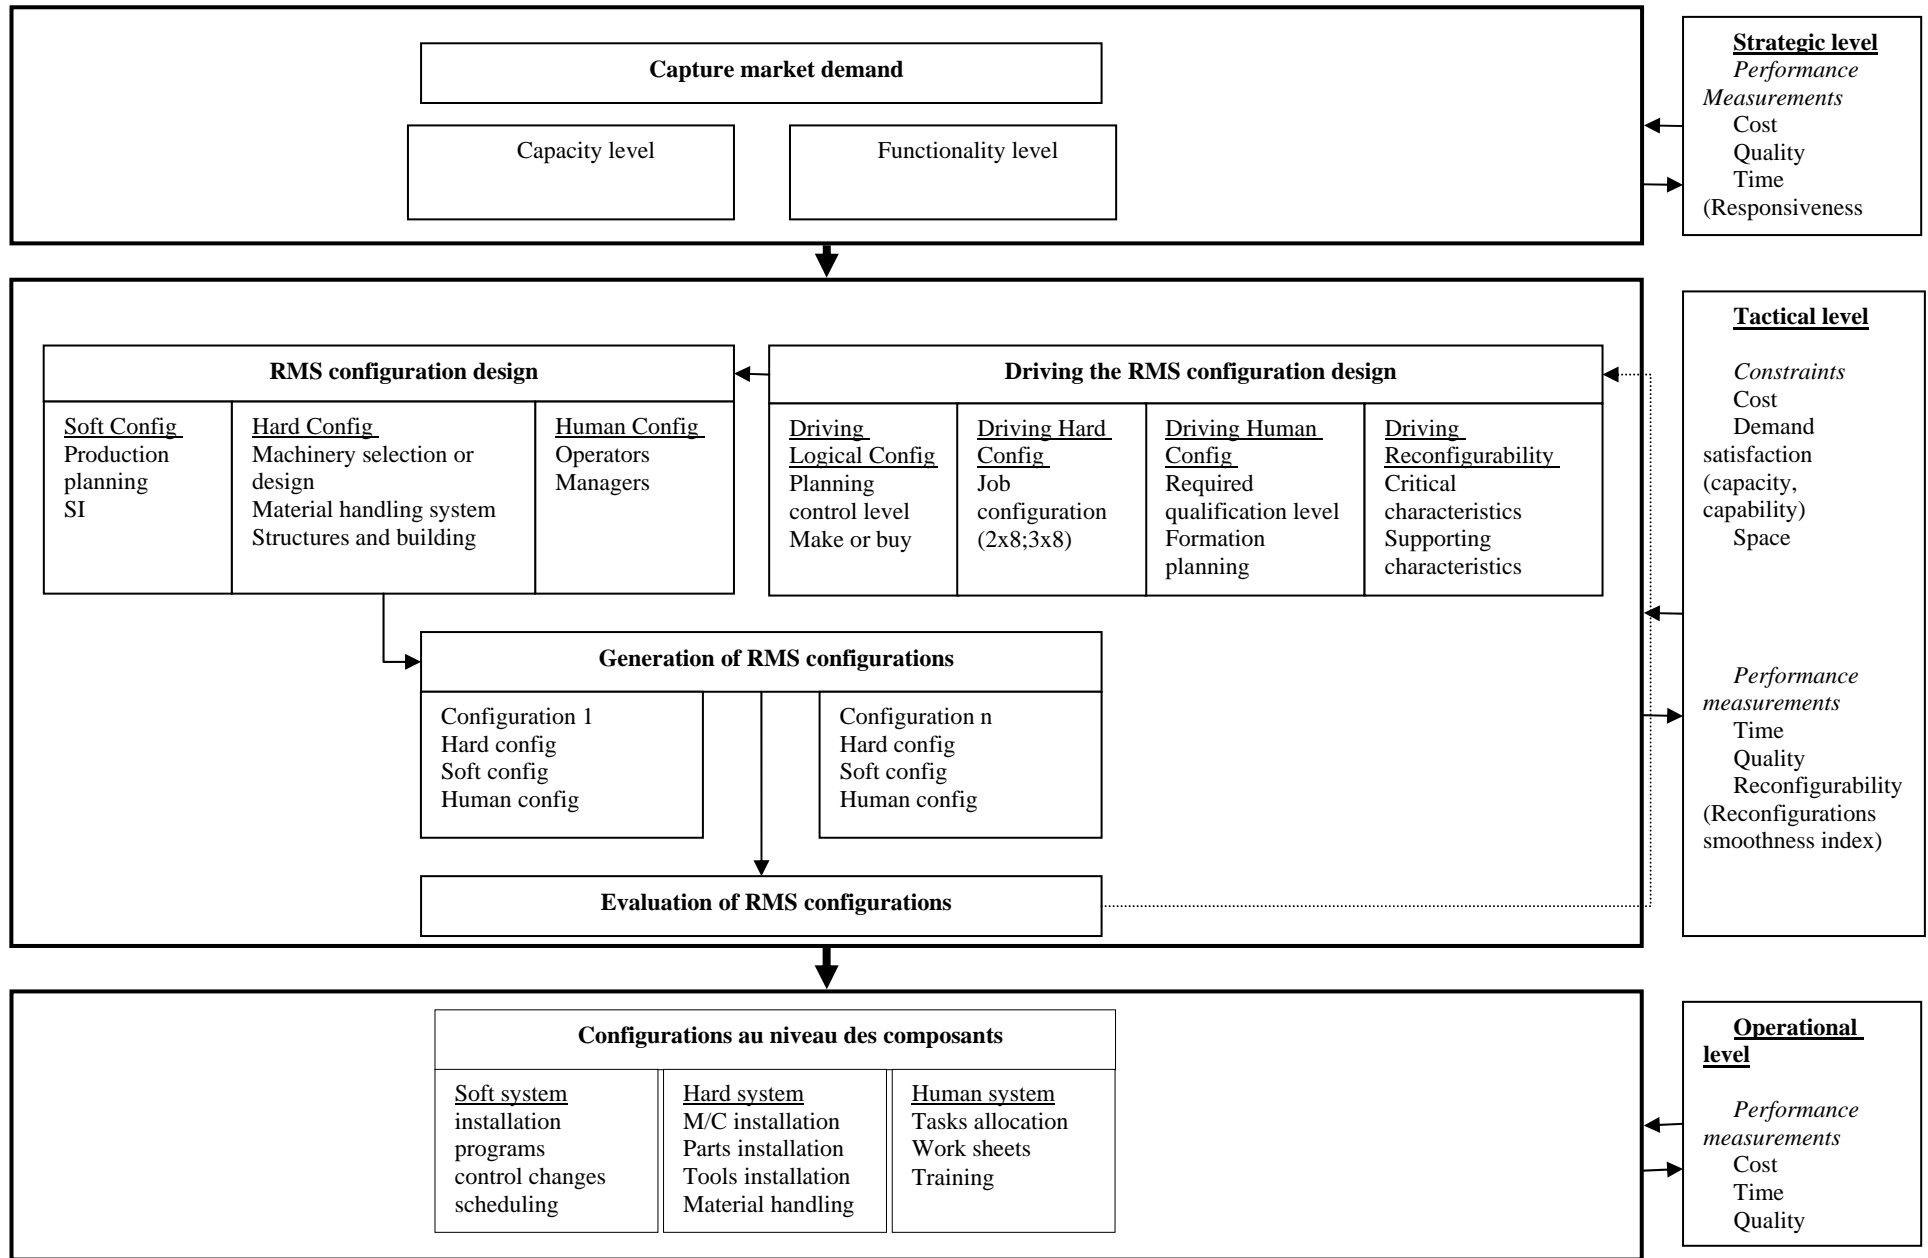 Capture market demand
Capacity level
Functionality level
Strategic level
Performance
Measurements
Cost
Quality
Time
(Responsiveness
RMS configuration design
Soft Config
Production
planning
SI
Hard Config
Machinery selection or
design
Material handling system
Structures and building
Human Config
Operators
Managers
Driving the RMS configuration design
Driving
Logical Config
Planning
control level
Make or buy
Driving Hard
Config
Job
configuration
(2x8;3x8)
Driving Human
Config
Required
qualification level
Formation
planning
Driving
Reconfigurability
Critical
characteristics
Supporting
characteristics
Generation of RMS configurations
Configuration 1
Hard config
Soft config
Human config
Configuration n
Hard config
Soft config
Human config
Evaluation of RMS configurations
Tactical level
Constraints
Cost
Demand
satisfaction
(capacity,
capability)
Space
Performance
measurements
Time
Quality
Reconfigurability
(Reconfigurations
smoothness index)
Configurations au niveau des composants
Soft system
installation
programs
control changes
scheduling
Hard system
M/C installation
Parts installation
Tools installation
Material handling
Human system
Tasks allocation
Work sheets
Training
Operational
level
Performance
measurements
Cost
Time
Quality